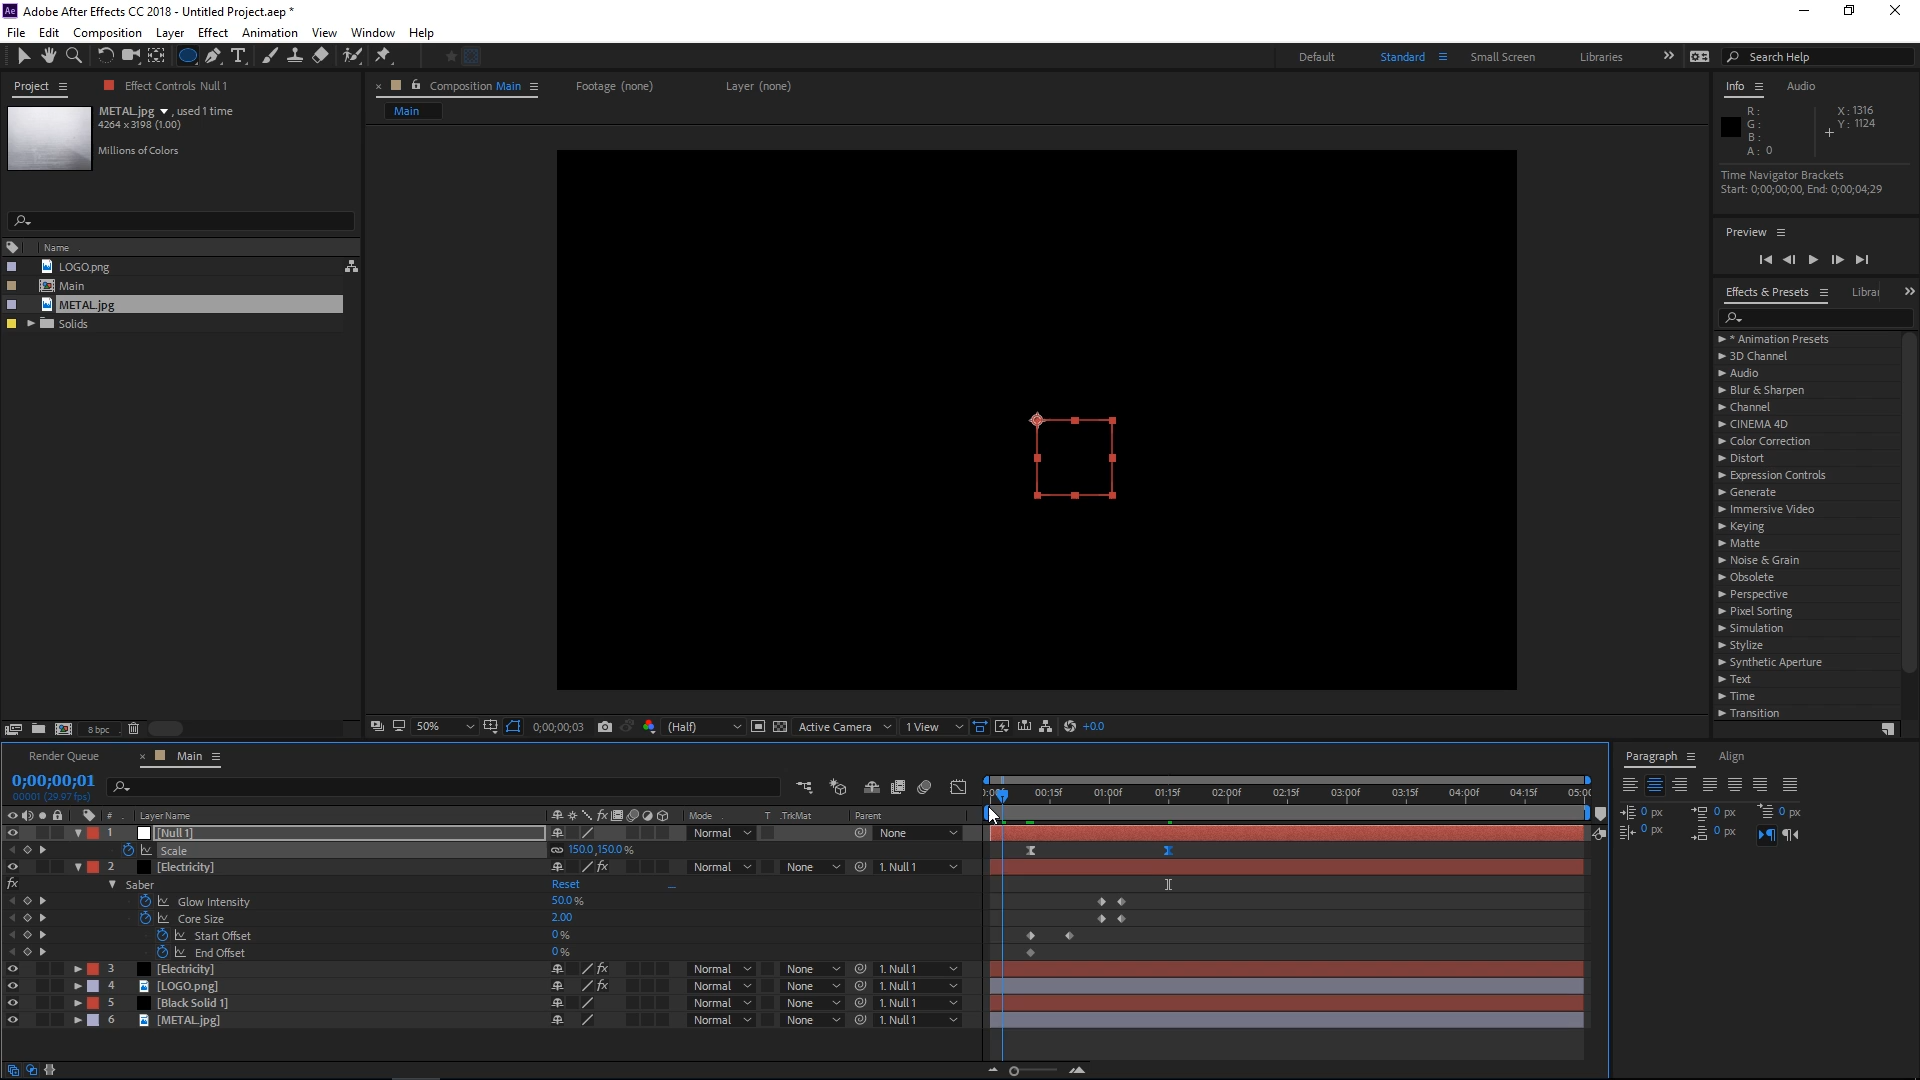 Ae Adobe After Effects CC 2018 - Untitled Project.aep *
File Edit Composition Layer Effect Animation View Window Help
Default Standard Small Screen Libraries Search Help
Project Effect Controls Null 1
METAL.jpg , used 1 time
4264 x 3198 (1.00)
Millions of Colors
Name
LOGO.png
Main
METAL.jpg
Solids
8 bpc
Composition Main Footage (none) Layer (none)
Main
50% 0;00;00;03 (Half) Active Camera 1 View +0.0
Info Audio
R:
G:
B:
A: 0
X: 1316
Y: 1124
Time Navigator Brackets
Start: 0;00;00;00, End: 0;00;04;29
Preview
Effects & Presets Librar
* Animation Presets
3D Channel
Audio
Blur & Sharpen
Channel
CINEMA 4D
Color Correction
Distort
Expression Controls
Generate
Immersive Video
Keying
Matte
Noise & Grain
Obsolete
Perspective
Pixel Sorting
Simulation
Stylize
Synthetic Aperture
Text
Time
Transition
Render Queue Main
0;00;00;01
00001 (29.97 fps)
# Layer Name fx Mode T .TrkMat Parent
00:15f 01:00f 01:15f 02:00f 02:15f 03:00f 03:15f 04:00f 04:15f 05:00
1 [Null 1] Normal None
Scale 150.0,150.0 %
2 [Electricity] fx Normal None 1. Null 1
fx Saber Reset
Glow Intensity 50.0 %
Core Size 2.00
Start Offset 0 %
End Offset 0 %
3 [Electricity] fx Normal None 1. Null 1
4 [LOGO.png] fx Normal None 1. Null 1
5 [Black Solid 1] Normal None 1. Null 1
6 [METAL.jpg] Normal None 1. Null 1
Paragraph Align
0 px 0 px 0 px
0 px 0 px